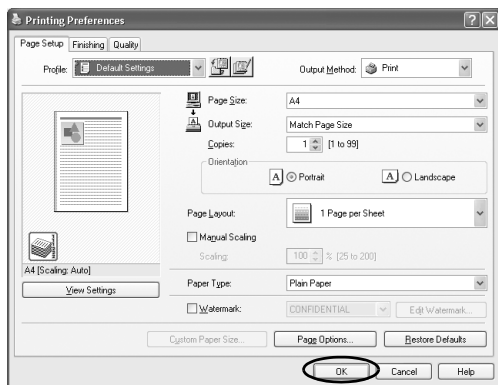 Printing Preferences
Page Setup Finishing Quality
Profile: Default Settings Output Method: Print
Page Size: A4
Output Size: Match Page Size
Copies: 1 [1 to 99]
Orientation
A Portrait A Landscape
Page Layout: 1 Page per Sheet
Manual Scaling
Scaling: 100 % [25 to 200]
A4 [Scaling: Auto]
View Settings
Paper Type: Plain Paper
Watermark: CONFIDENTIAL Edit Watermark...
Custom Paper Size... Page Options... Restore Defaults
OK Cancel Help